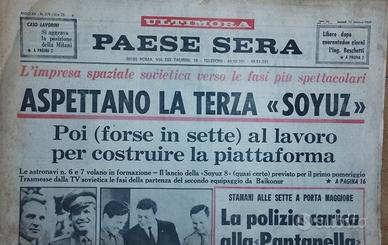 ULTIMORA
PAESE SERA
CASO LAVORINI
Si aggrava
la posizione
della Milani
A PAGINA 2
Libero dopo
quarantadue giorni
l'Ing. Boschetti
A PAGINA
L'impresa spaziale sovietica verso le fasi più spettacolari
ASPETTANO LA TERZA «SOYUZ»
Poi (forse in sette) al lavoro
per costruire la piattaforma
Le astronavi n. 6 e 7 volano in formazione — Il lancio della «Soyuz 8» (quasi certo) previsto per il primo pomeriggio
Trasmesse dalla TV sovietica le fasi della partenza del secondo equipaggio da Baikonur
A PAGINA 16
STAMANI ALLE SETTE A PORTA MAGGIORE
La polizia carica
alla «Pantanella»